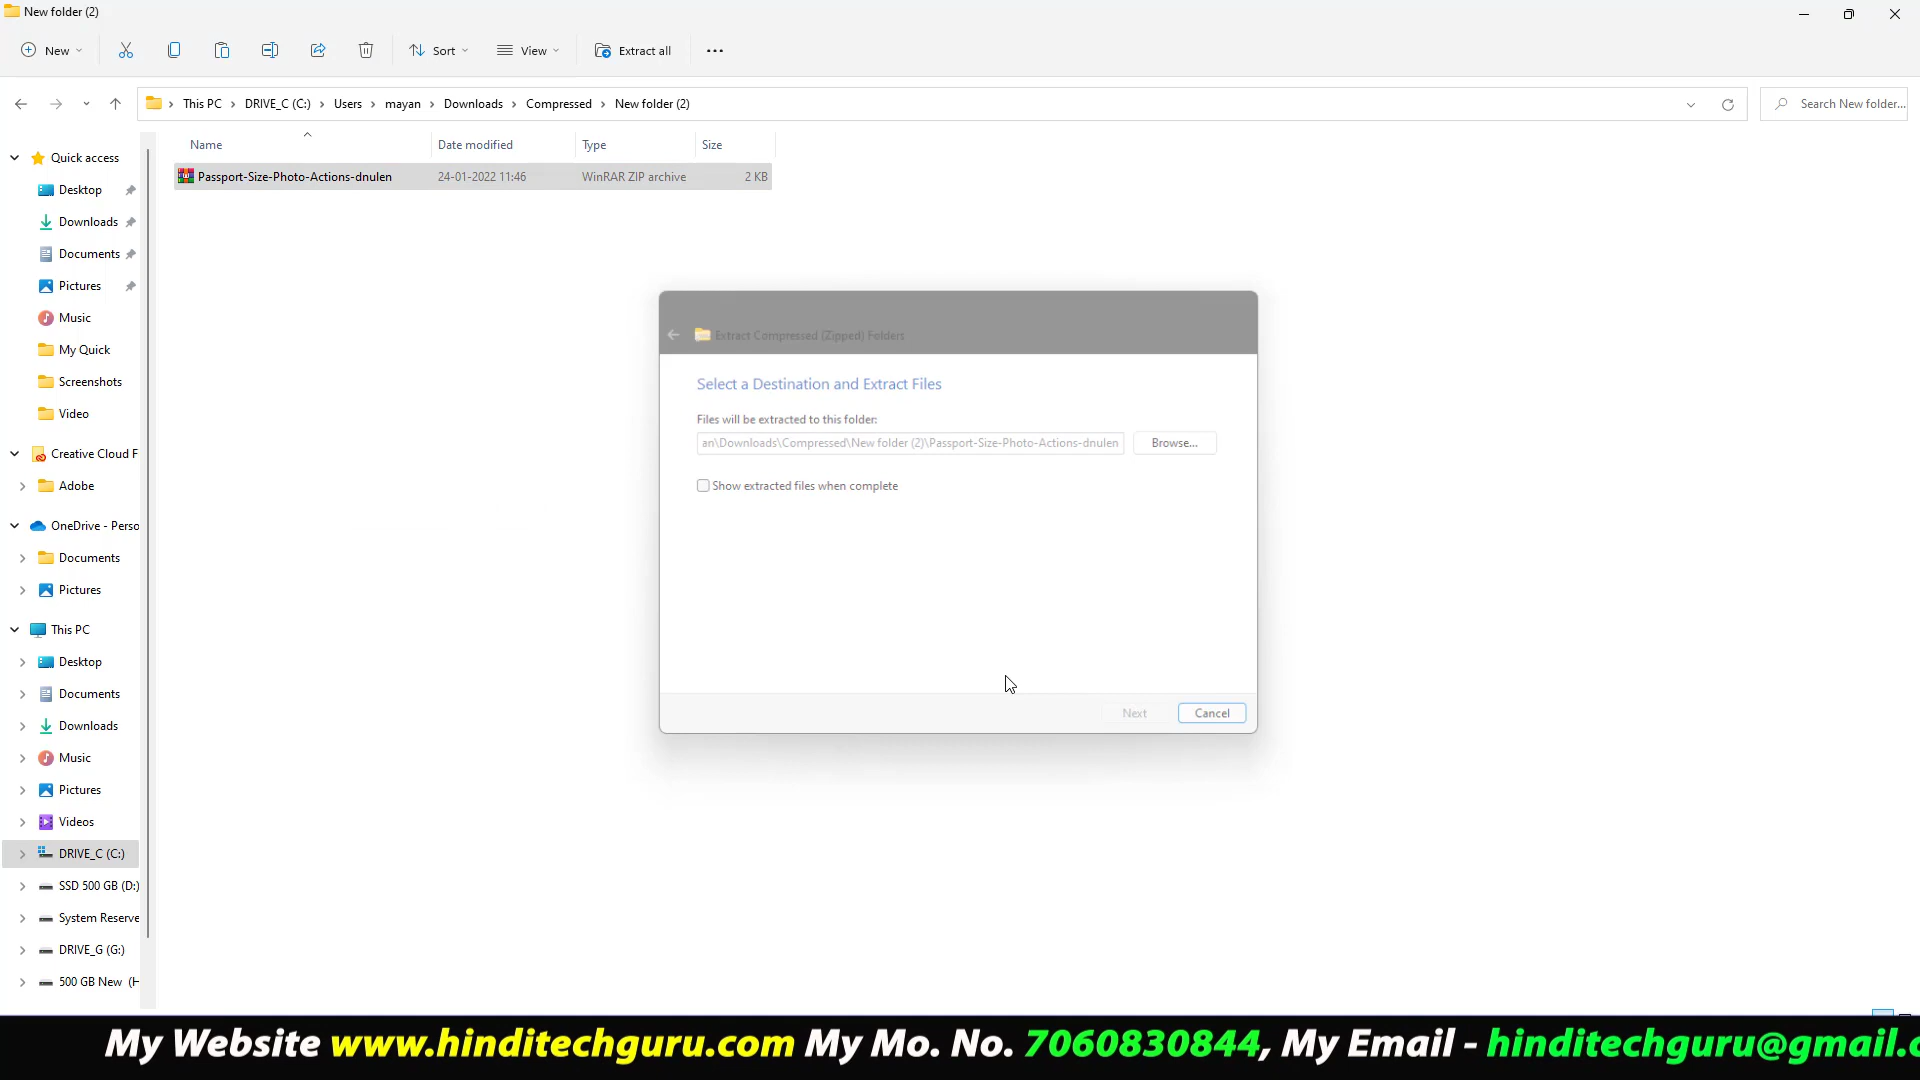 New folder (2)
New
Sort
View
Extract all
This PC
DRIVE_C (C:)
Users
mayan
Downloads
Compressed
New folder (2)
Search New folder...
Name
Date modified
Type
Size
Passport-Size-Photo-Actions-dnulen
24-01-2022 11:46
WinRAR ZIP archive
2 KB
Quick access
Desktop
Downloads
Documents
Pictures
Music
My Quick
Screenshots
Video
Creative Cloud F
Adobe
OneDrive - Perso
Documents
Pictures
This PC
Desktop
Documents
Downloads
Music
Pictures
Videos
DRIVE_C (C:)
SSD 500 GB (D:)
System Reserve
DRIVE_G (G:)
500 GB New (H
Extract Compressed (Zipped) Folders
Select a Destination and Extract Files
Files will be extracted to this folder:
an\Downloads\Compressed\New folder (2)\Passport-Size-Photo-Actions-dnulen
Browse...
Show extracted files when complete
Next
Cancel
My Website www.hinditechguru.com My Mo. No. 7060830844, My Email - hinditechguru@gmail.c